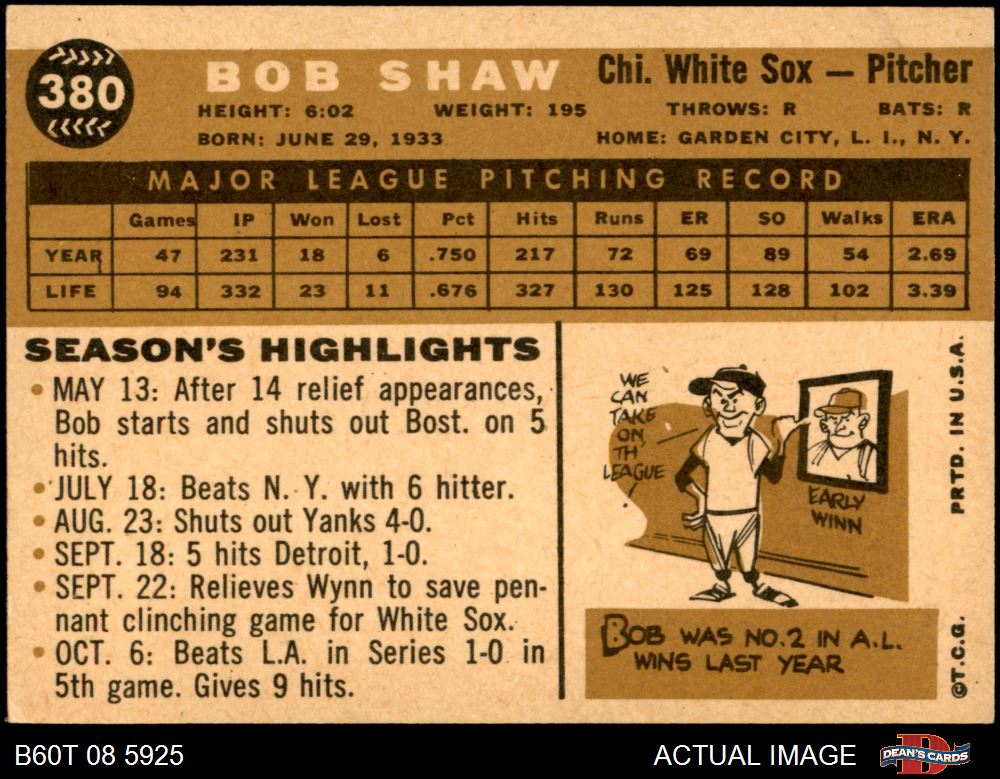 380
BOB SHAW
Chi. White Sox — Pitcher
HEIGHT: 6:02 WEIGHT: 195 THROWS: R BATS: R
BORN: JUNE 29, 1933 HOME: GARDEN CITY, L. I., N. Y.
MAJOR LEAGUE PITCHING RECORD
Games IP Won Lost Pct Hits Runs ER SO Walks ERA
YEAR 47 231 18 6 .750 217 72 69 89 54 2.69
LIFE 94 332 23 11 .676 327 130 125 128 102 3.39
SEASON'S HIGHLIGHTS
• MAY 13: After 14 relief appearances,
Bob starts and shuts out Bost. on 5
hits.
• JULY 18: Beats N. Y. with 6 hitter.
• AUG. 23: Shuts out Yanks 4-0.
• SEPT. 18: 5 hits Detroit, 1-0.
• SEPT. 22: Relieves Wynn to save pen-
nant clinching game for White Sox.
• OCT. 6: Beats L.A. in Series 1-0 in
5th game. Gives 9 hits.
WE
CAN
TAKE
ON
TH'
LEAGUE
EARLY
WINN
BOB WAS NO. 2 IN A.L.
WINS LAST YEAR
PRTD. IN U.S.A.
©T.C.G.
B60T 08 5925
ACTUAL IMAGE
DEAN'S CARDS